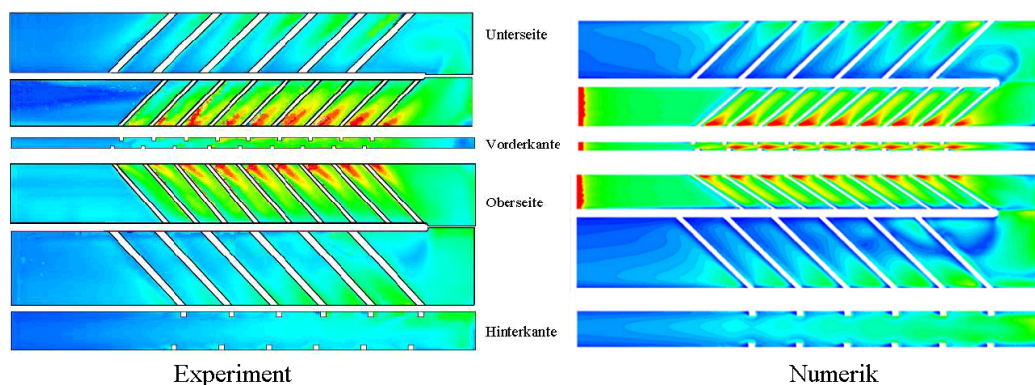 Unterseite
Vorderkante
Oberseite
Hinterkante
Experiment
Numerik